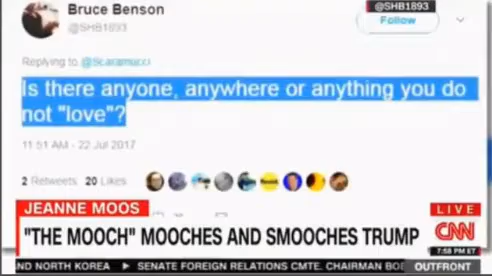 Bruce Benson
@SHB1893
@SHB1893
Follow
Replying to @Scaramucci
Is there anyone, anywhere or anything you do
not "love"?
11:51 AM - 22 Jul 2017
2 Retweets 20 Likes
JEANNE MOOS
LIVE
"THE MOOCH" MOOCHES AND SMOOCHES TRUMP
CNN
7:58 PM ET
AND NORTH KOREA ▸ SENATE FOREIGN RELATIONS CMTE. CHAIRMAN BOB
OUTFRONT